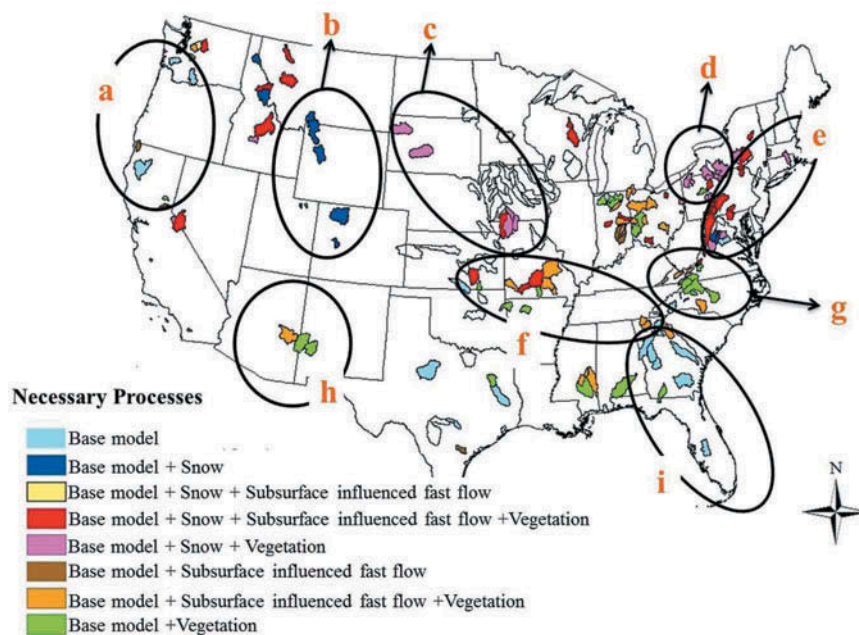 b
c
d
a
e
g
f
h
i
Necessary Processes
Base model
Base model + Snow
Base model + Snow + Subsurface influenced fast flow
Base model + Snow + Subsurface influenced fast flow +Vegetation
Base model + Snow + Vegetation
Base model + Subsurface influenced fast flow
Base model + Subsurface influenced fast flow +Vegetation
Base model +Vegetation
N